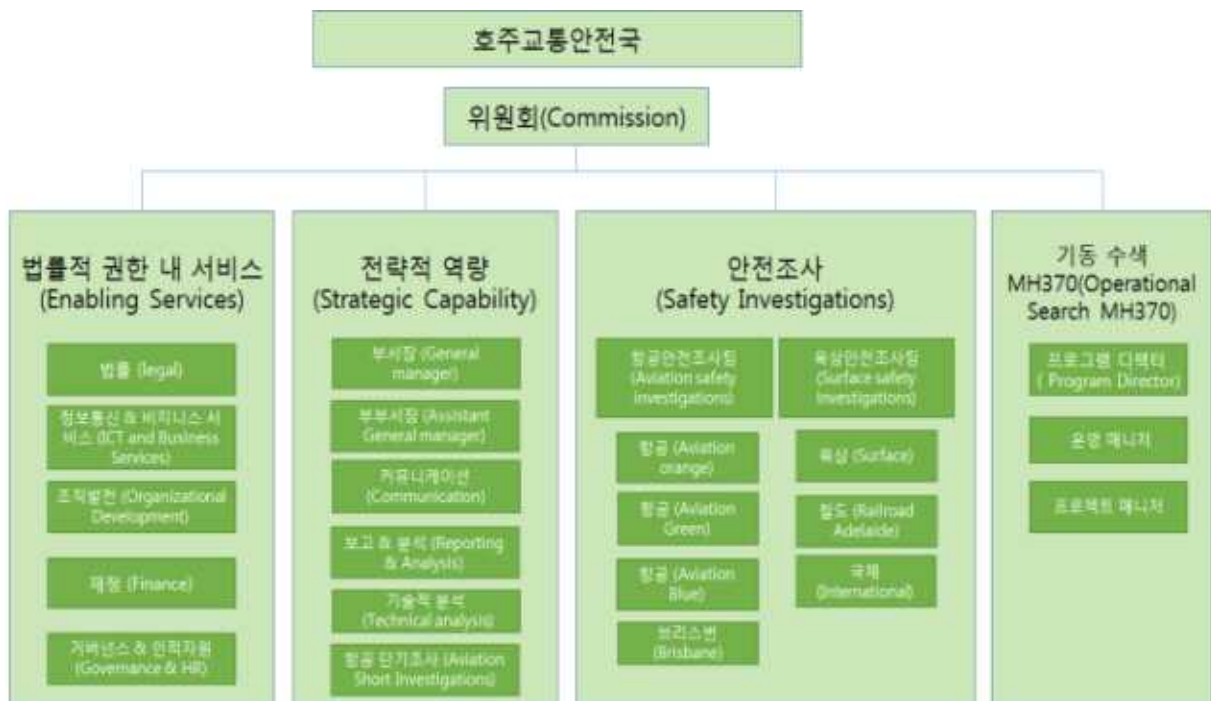 호주교통안전국
위원회(Commission)
법률적 권한 내 서비스
(Enabling Services)
법률 (legal)
정보통신 & 비지니스 서
비스 (ICT and Business
Services)
조직발전 (Organizational
Development)
재정 (Finance)
거버넌스 & 인적자원
(Governance & HR)
전략적 역량
(Strategic Capability)
부서장 (General
manager)
부부서장 (Assistant
General manager)
커뮤니케이션
(Communication)
보고 & 분석 (Reporting
& Analysis)
기술적 분석
(Technical analysis)
항공 단기조사 (Aviation
Short Investigations)
안전조사
(Safety Investigations)
항공안전조사팀
(Aviation safety
investigations)
항공 (Aviation
orange)
항공 (Aviation
Green)
항공 (Aviation
Blue)
브리스번
(Brisbane)
육상안전조사팀
(Surface safety
Investigations)
육상 (Surface)
철도 (Railroad
Adelaide)
국제
(International)
기동 수색
MH370(Operational
Search MH370)
프로그램 디렉터
( Program Director)
운영 매니저
프로젝트 매니저